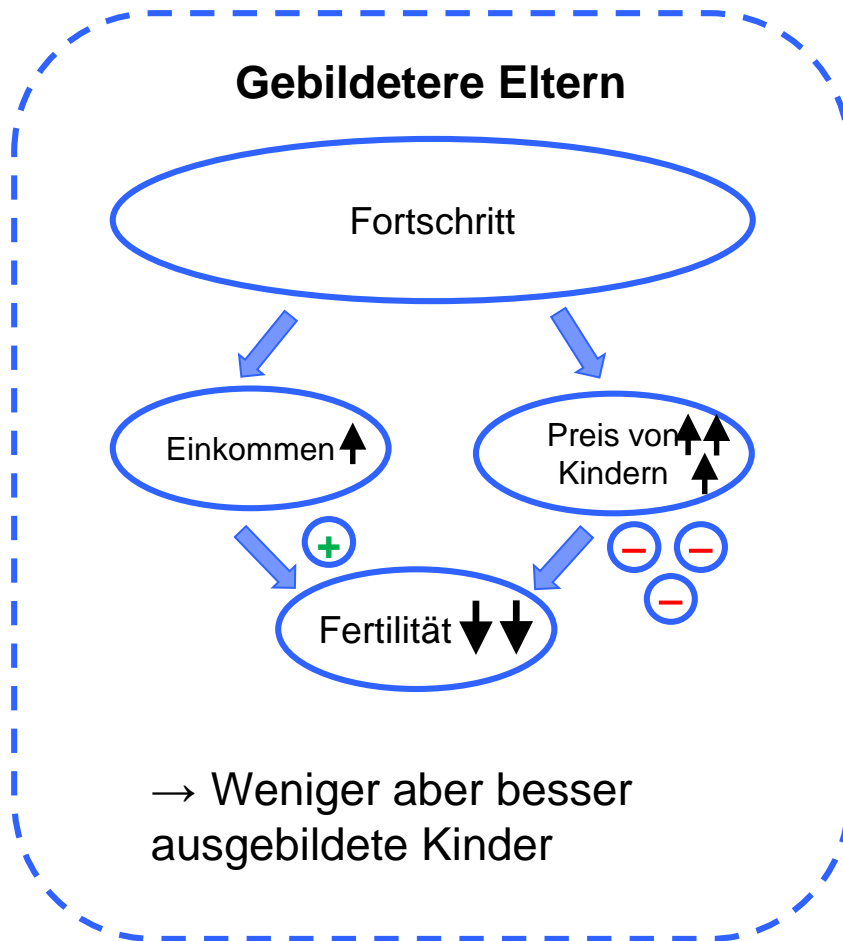 Gebildetere Eltern
Fortschritt
Einkommen
Preis von
Kindern
+
–
–
–
Fertilität
→ Weniger aber besser
ausgebildete Kinder